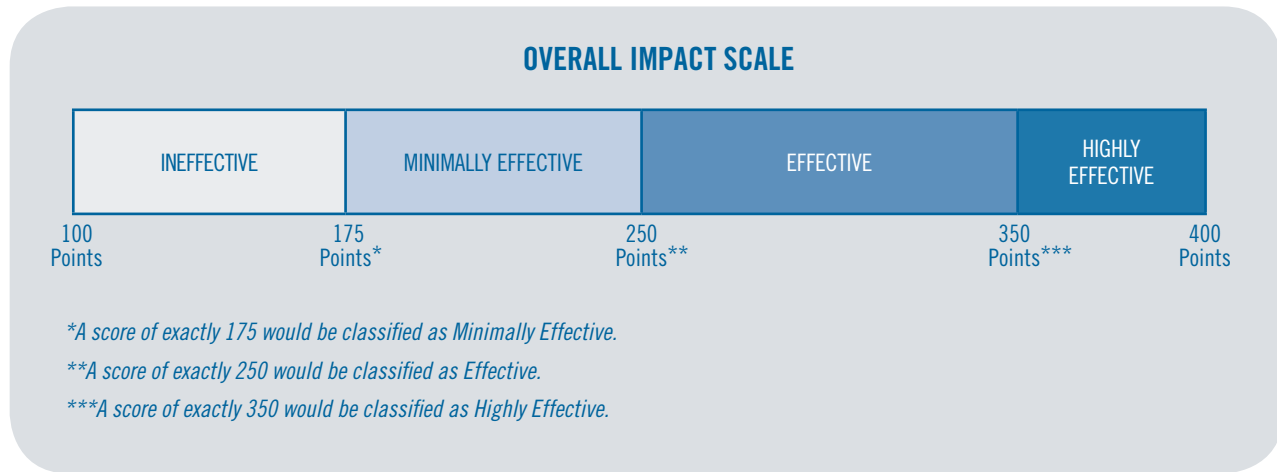 OVERALL IMPACT SCALE
INEFFECTIVE
MINIMALLY EFFECTIVE
EFFECTIVE
HIGHLY
EFFECTIVE
100
Points
175
Points*
250
Points**
350
Points***
400
Points
*A score of exactly 175 would be classified as Minimally Effective.
**A score of exactly 250 would be classified as Effective.
***A score of exactly 350 would be classified as Highly Effective.